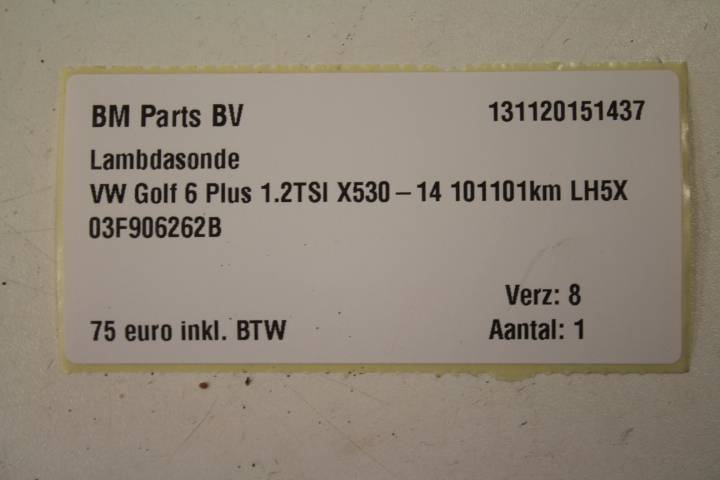 BM Parts BV 131120151437
Lambdasonde
VW Golf 6 Plus 1.2TSI X530-14 101101km LH5X
03F906262B
Verz: 8
75 euro inkl. BTW Aantal: 1